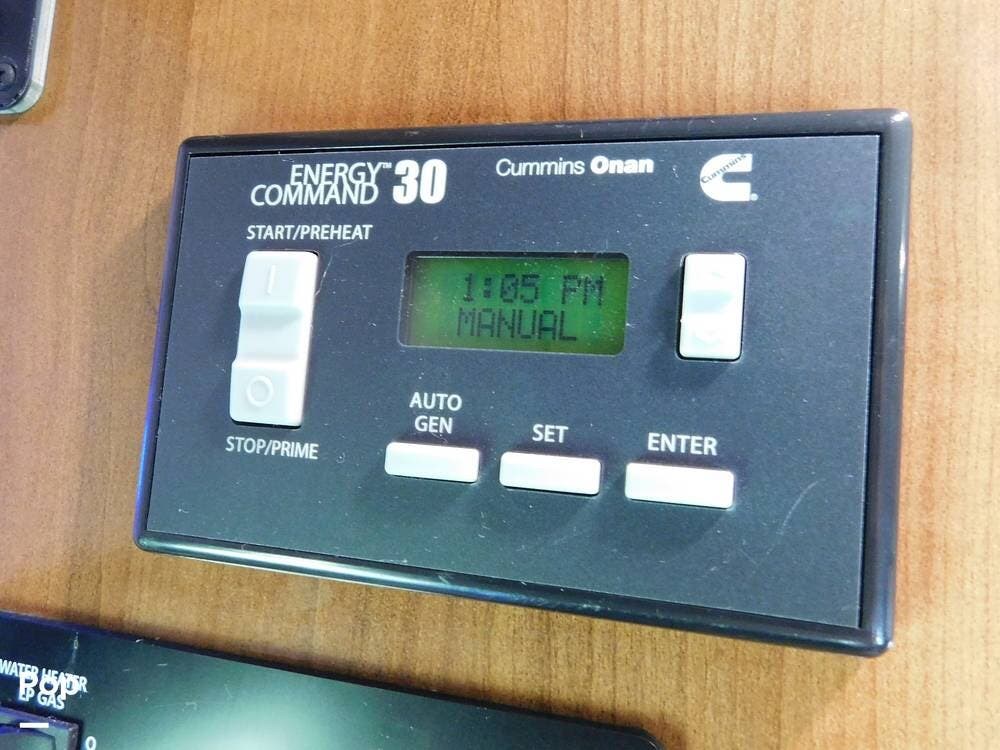 ENERGY™
COMMAND 30
Cummins Onan
Cummins
START/PREHEAT
1:05 PM
MANUAL
STOP/PRIME
AUTO
GEN
SET
ENTER
WATER HEATER
LP GAS
Pop